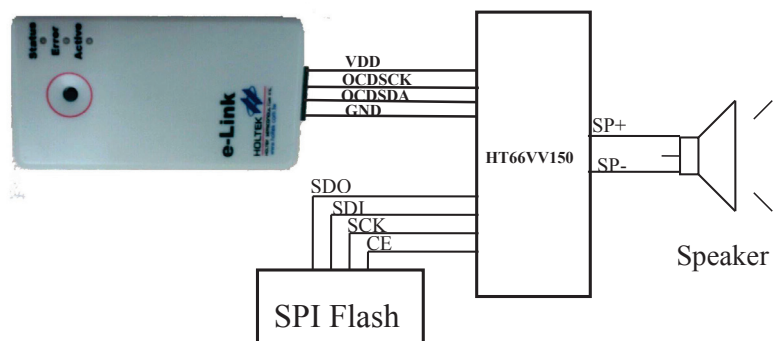 Status
Error
Active
e-Link
HOLTEK
VDD
OCDSCK
OCDSDA
GND
HT66VV150
SP+
SP-
SDO
SDI
SCK
CE
SPI Flash
Speaker